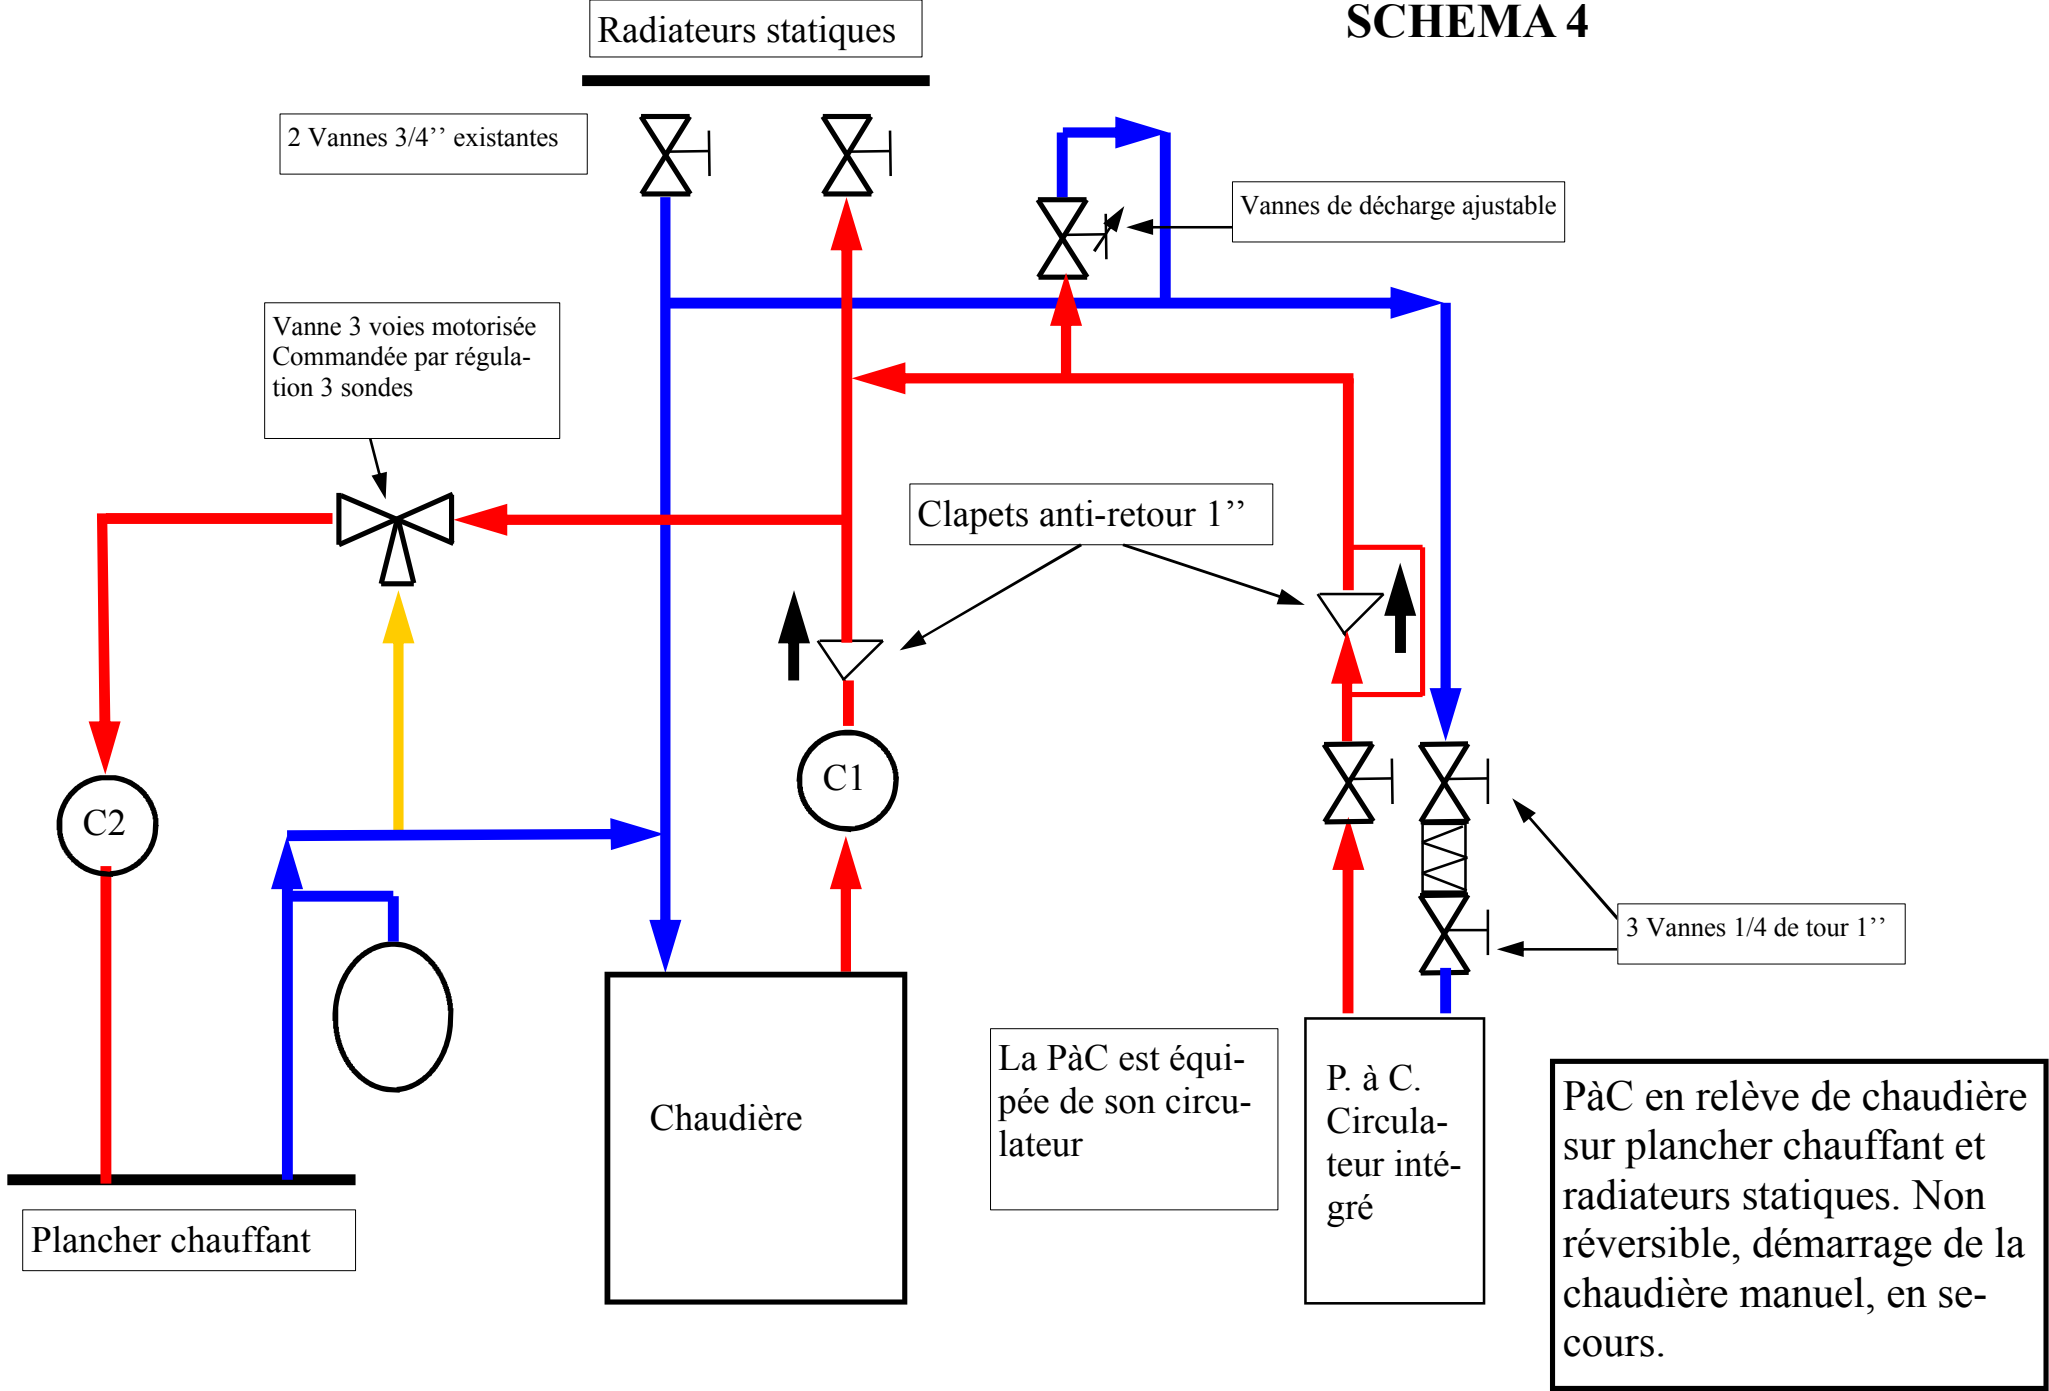 SCHEMA 4
Radiateurs statiques
2 Vannes 3/4’’ existantes
Vannes de décharge ajustable
Vanne 3 voies motorisée
Commandée par régula-
tion 3 sondes
Clapets anti-retour 1’’
C1
C2
3 Vannes 1/4 de tour 1’’
La PàC est équi-
pée de son circu-
lateur
P. à C.
Circula-
teur inté-
gré
Chaudière
PàC en relève de chaudière
sur plancher chauffant et
radiateurs statiques. Non
réversible, démarrage de la
chaudière manuel, en se-
cours.
Plancher chauffant